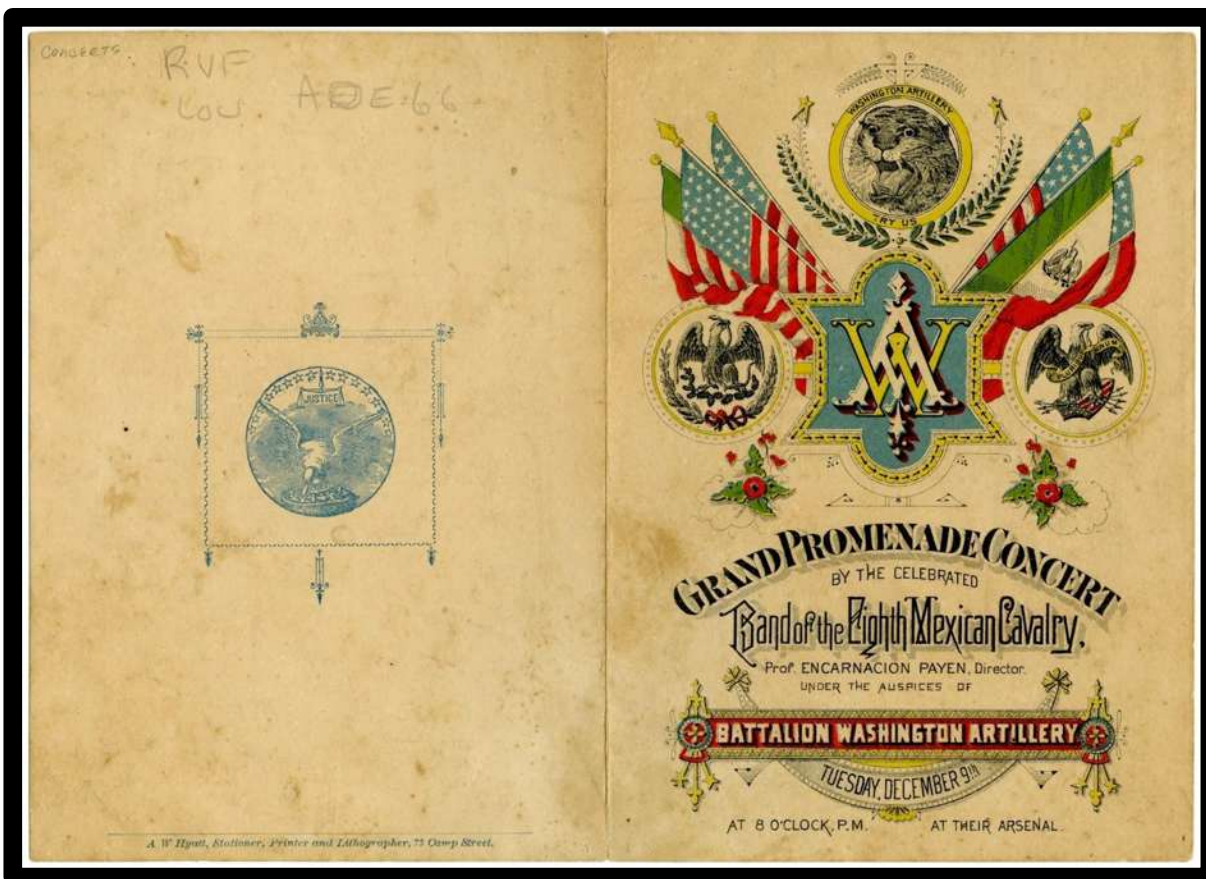 CONCERTS.
RVF
LOU
A E:66
A. W Hyatt, Stationer, Printer and Lithographer, 73 Camp Street.
JUSTICE
WASHINGTON ARTILLERY
TRY US
WA
GRAND PROMENADE CONCERT
BY THE CELEBRATED
Band of the Eighth Mexican Cavalry,
Prof. ENCARNACION PAYEN, Director.
UNDER THE AUSPICES OF
BATTALION WASHINGTON ARTILLERY
TUESDAY, DECEMBER 9th
AT 8 O'CLOCK, P.M. AT THEIR ARSENAL.